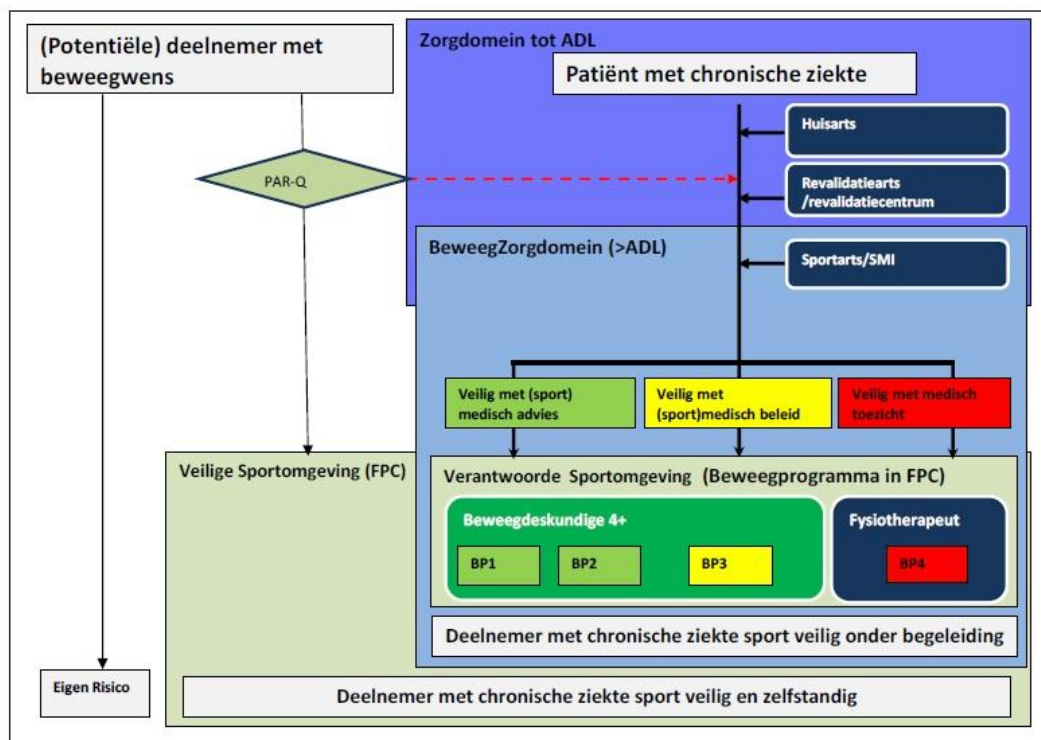 (Potentiële) deelnemer met
beweegwens
Zorgdomein tot ADL
Patiënt met chronische ziekte
Huisarts
PAR-Q
Revalidatiearts
/revalidatiecentrum
BeweegZorgdomein (>ADL)
Sportarts/SMI
Veilig met (sport)
medisch advies
Veilig met
(sport)medisch beleid
Veilig met medisch
toezicht
Veilige Sportomgeving (FPC)
Verantwoorde Sportomgeving (Beweegprogramma in FPC)
Beweegdeskundige 4+
Fysiotherapeut
BP1
BP2
BP3
BP4
Deelnemer met chronische ziekte sport veilig onder begeleiding
Eigen Risico
Deelnemer met chronische ziekte sport veilig en zelfstandig